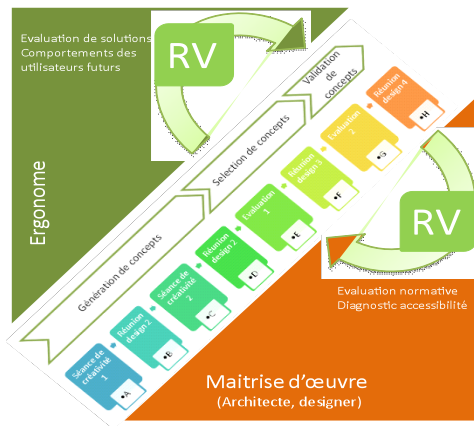 Evaluation de solutions
Comportements des
utilisateurs futurs
RV
Ergonome
Génération de concepts
Selection de concepts
Validation
de
concepts
Séance de
créativité
1
•A
Réunion
design 2
•B
Séance de
créativité
2
•C
Réunion
design 2
•D
Evaluation
1
•E
Réunion
design 3
•F
Evaluation
2
•G
Réunion
design 4
•H
RV
Evaluation normative
Diagnostic accessibilité
Maitrise d’œuvre
(Architecte, designer)